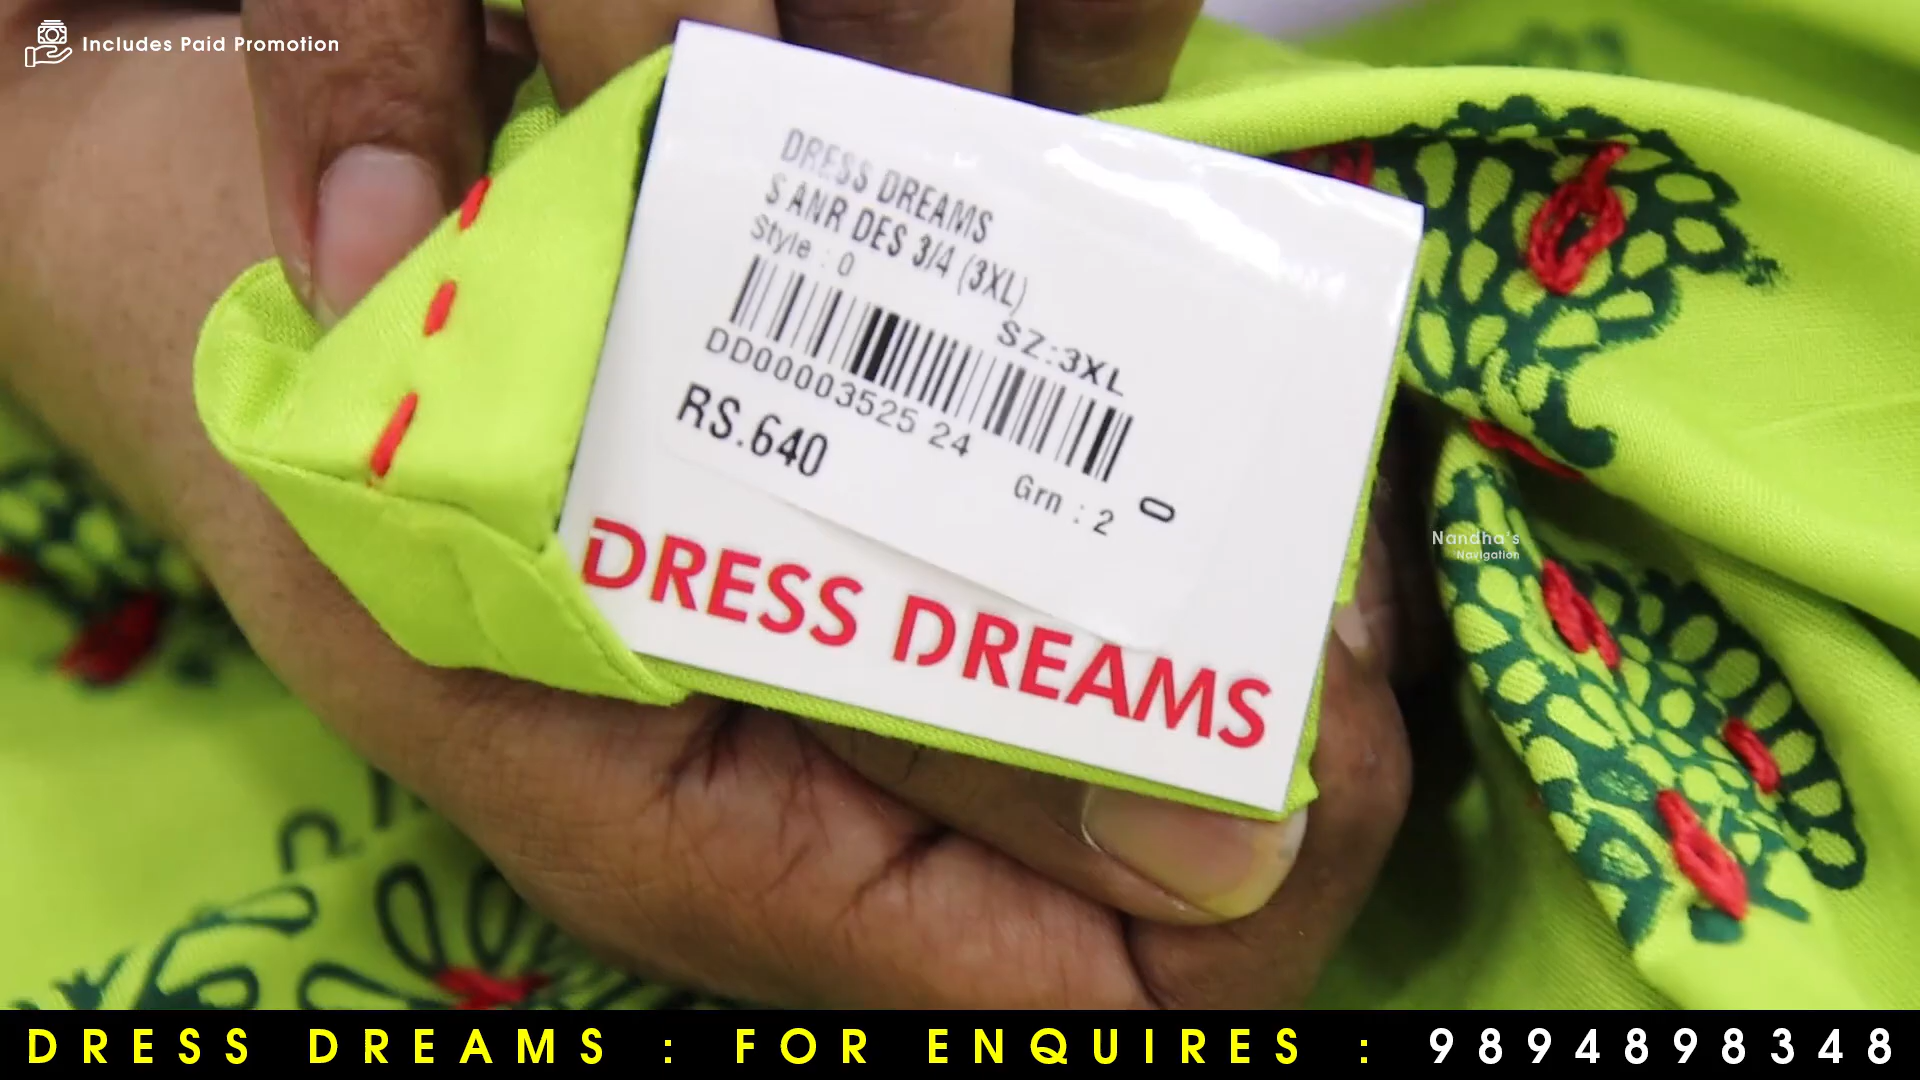 Includes Paid Promotion
DRESS DREAMS
S ANR DES 3/4 (3XL)
Style : 0
SZ:3XL
DD00003525 24
RS.640
Grn : 2
0
DRESS DREAMS
Nandha's
Navigation
DRESS DREAMS : FOR ENQUIRES : 9894898348